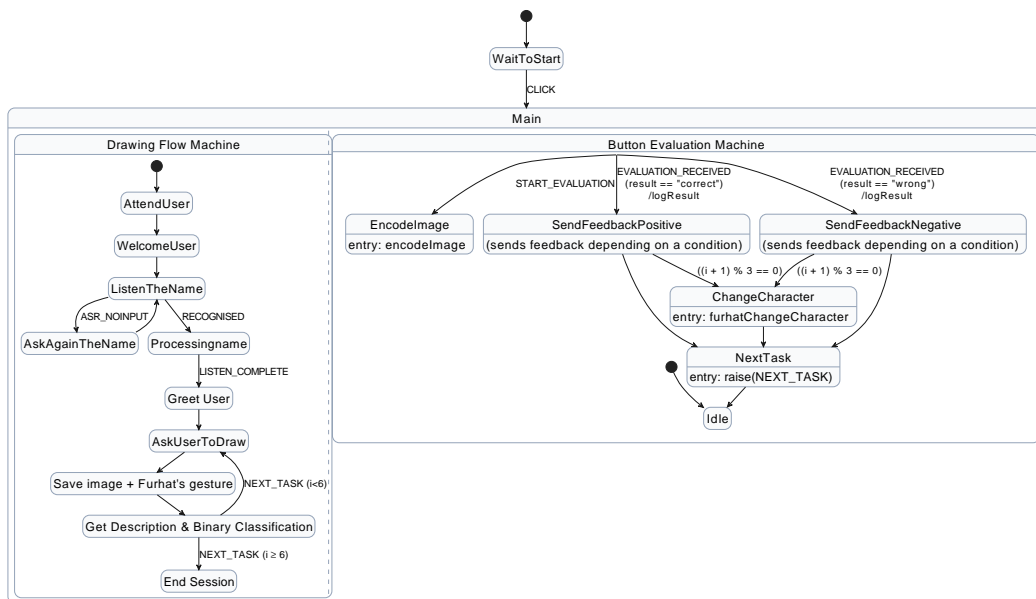 WaitToStart
CLICK
Main
Drawing Flow Machine
AttendUser
WelcomeUser
ListenTheName
ASR_NOINPUT
RECOGNISED
AskAgainTheName
Processingname
LISTEN_COMPLETE
Greet User
AskUserToDraw
Save image + Furhat's gesture
NEXT_TASK (i<6)
Get Description & Binary Classification
NEXT_TASK (i ≥ 6)
End Session
Button Evaluation Machine
START_EVALUATION
EVALUATION_RECEIVED
(result == "correct")
/logResult
EVALUATION_RECEIVED
(result == "wrong")
/logResult
EncodeImage
entry: encodeImage
SendFeedbackPositive
(sends feedback depending on a condition)
SendFeedbackNegative
(sends feedback depending on a condition)
((i + 1) % 3 == 0)
((i + 1) % 3 == 0)
ChangeCharacter
entry: furhatChangeCharacter
NextTask
entry: raise(NEXT_TASK)
Idle